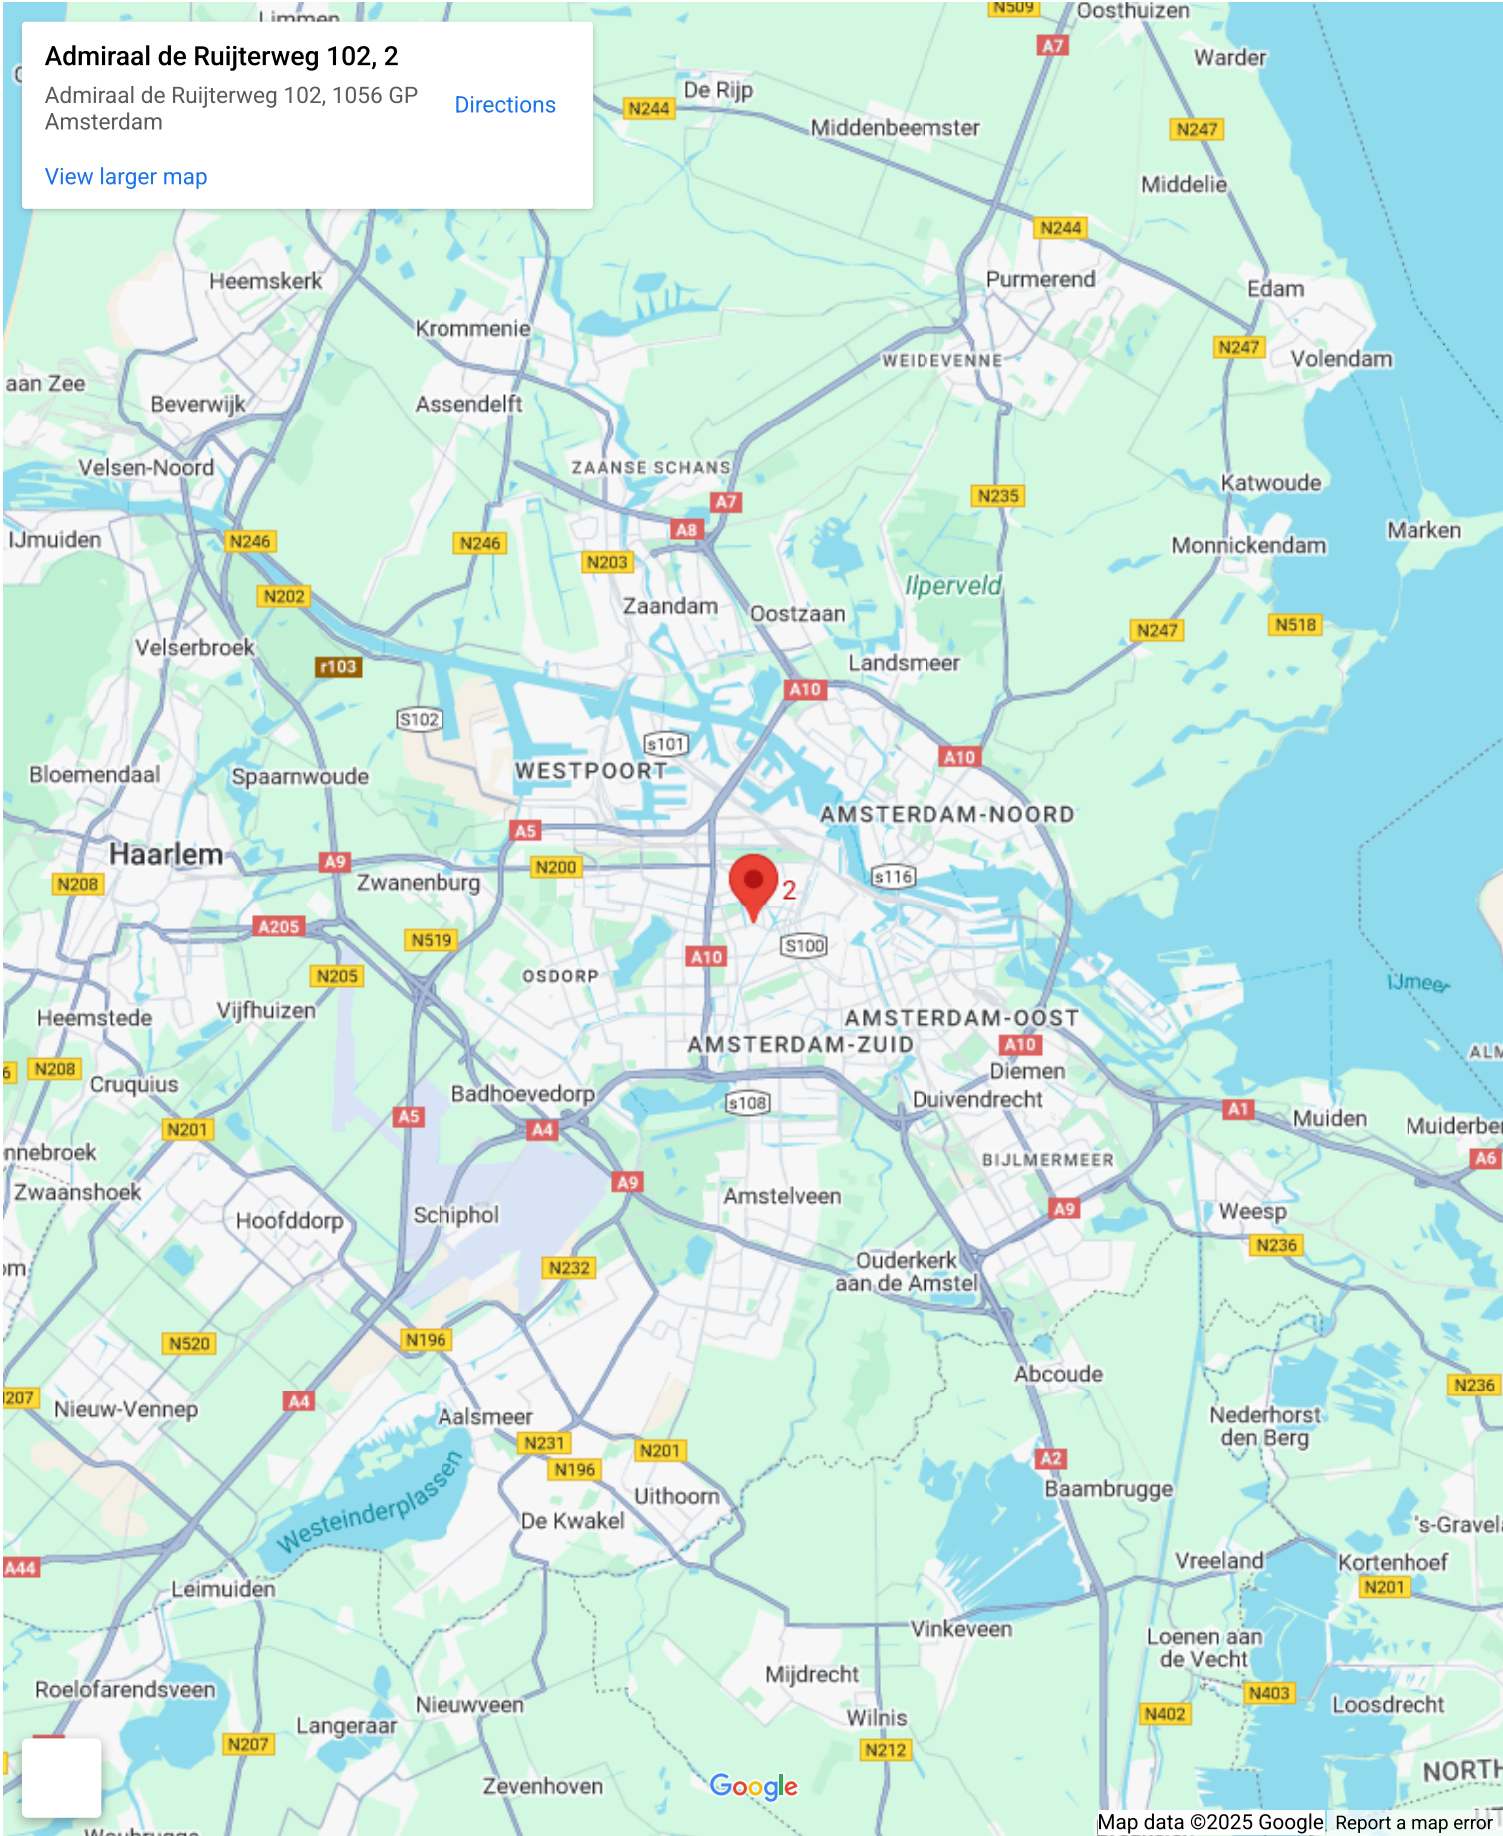 Limmen
N509
Oosthuizen
Admiraal de Ruijterweg 102, 2
A7
Warder
Admiraal de Ruijterweg 102, 1056 GP
Amsterdam
Directions
View larger map
De Rijp
N244
Middenbeemster
N247
Middelie
N244
Heemskerk
Purmerend
Edam
Krommenie
N247
WEIDEVENNE
Volendam
aan Zee
Beverwijk
Assendelft
Velsen-Noord
ZAANSE SCHANS
A7
N235
Katwoude
A8
IJmuiden
N246
N246
N203
Monnickendam
Marken
Ilperveld
N202
Zaandam
Oostzaan
N247
N518
Velserbroek
r103
Landsmeer
A10
S102
s101
A10
Bloemendaal
Spaarnwoude
WESTPOORT
AMSTERDAM-NOORD
A5
Haarlem
A9
N200
N208
Zwanenburg
s116
2
A205
N519
S100
A10
N205
OSDORP
IJmeer
Vijfhuizen
Heemstede
AMSTERDAM-OOST
AMSTERDAM-ZUID
A10
ALM
6
N208
Cruquius
Diemen
Badhoevedorp
s108
Duivendrecht
A5
A1
Muiden
Muiderber
N201
A4
nnebroek
BIJLMERMEER
A6
Zwaanshoek
A9
Amstelveen
Hoofddorp
Schiphol
A9
Weesp
N236
om
N232
Ouderkerk
aan de Amstel
N520
N196
Abcoude
N236
207
A4
Nieuw-Vennep
Aalsmeer
Nederhorst
den Berg
N231
N201
A2
N196
Westeinderplassen
Uithoorn
Baambrugge
De Kwakel
's-Gravela
A44
Vreeland
Kortenhoef
Leimuiden
N201
Vinkeveen
Loenen aan
de Vecht
Mijdrecht
Roelofarendsveen
N403
Nieuwveen
Loosdrecht
Langeraar
Wilnis
N402
N207
N212
Zevenhoven
Google
NORTH
Map data ©2025 Google
Report a map error